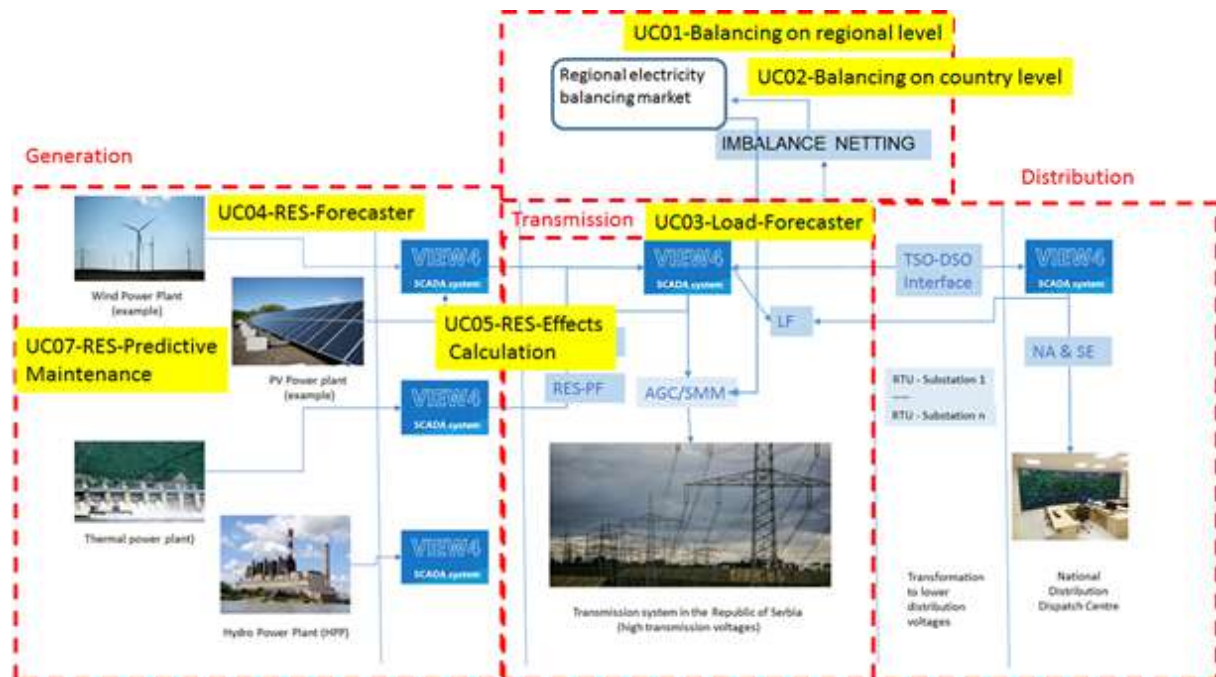 UC01-Balancing on regional level
Regional electricity
balancing market
UC02-Balancing on country level
IMBALANCE NETTING
Generation
Distribution
UC04-RES-Forecaster
Transmission
UC03-Load-Forecaster
VIEW4
SCADA system
VIEW4
SCADA system
TSO-DSO
Interface
VIEW4
SCADA system
Wind Power Plant
(example)
UC05-RES-Effects
Calculation
LF
UC07-RES-Predictive
Maintenance
PV Power plant
(example)
NA & SE
VIEW4
SCADA system
RES-PF
AGC/SMM
RTU - Substation 1
RTU - Substation n
Thermal power plant)
VIEW4
SCADA system
Hydro Power Plant (HPP)
Transmission system in the Republic of Serbia
(high transmission voltages)
Transformation
to lower
distribution
voltages
National
Distribution
Dispatch Centre